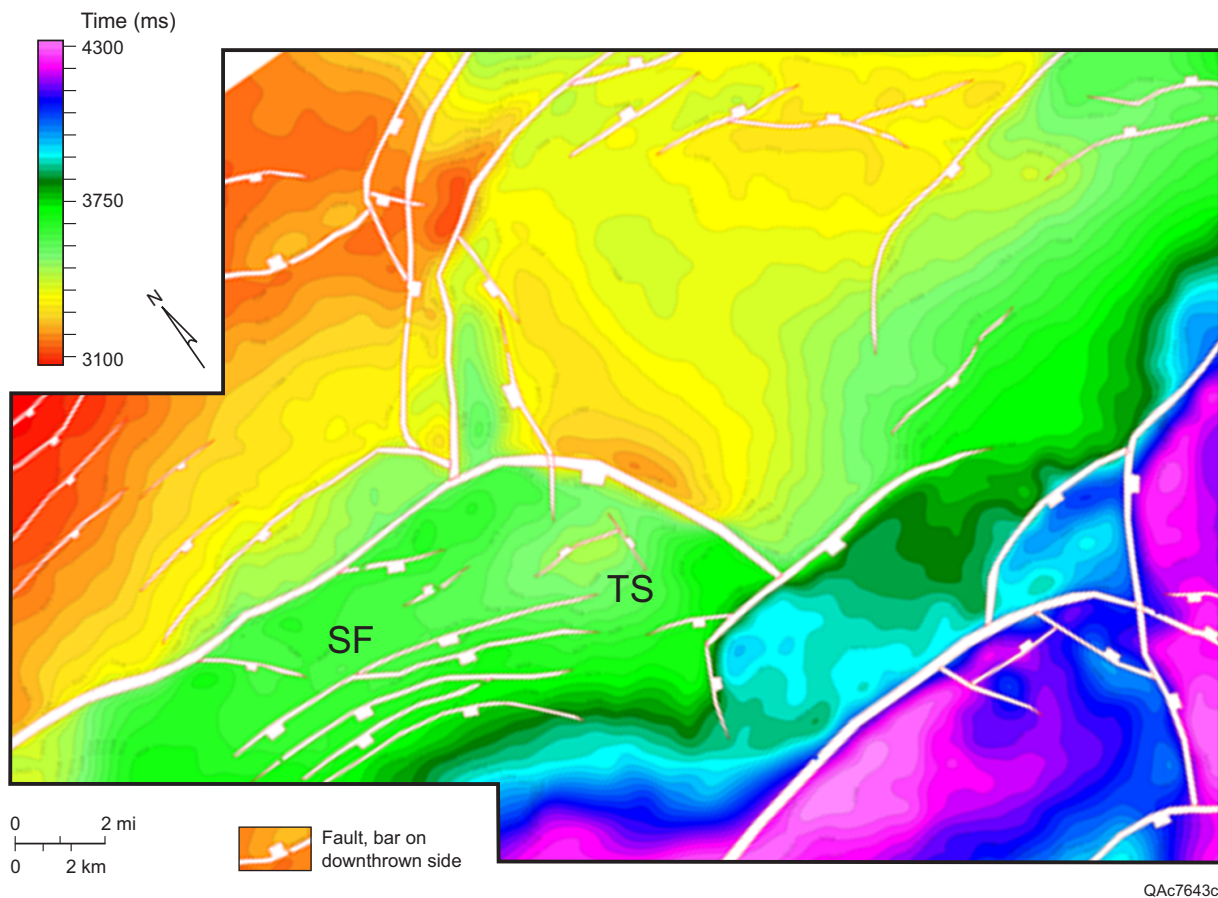 Time (ms)
4300
3750
3100
N
TS
SF
0 2 mi
0 2 km
Fault, bar on
downthrown side
QAc7643c